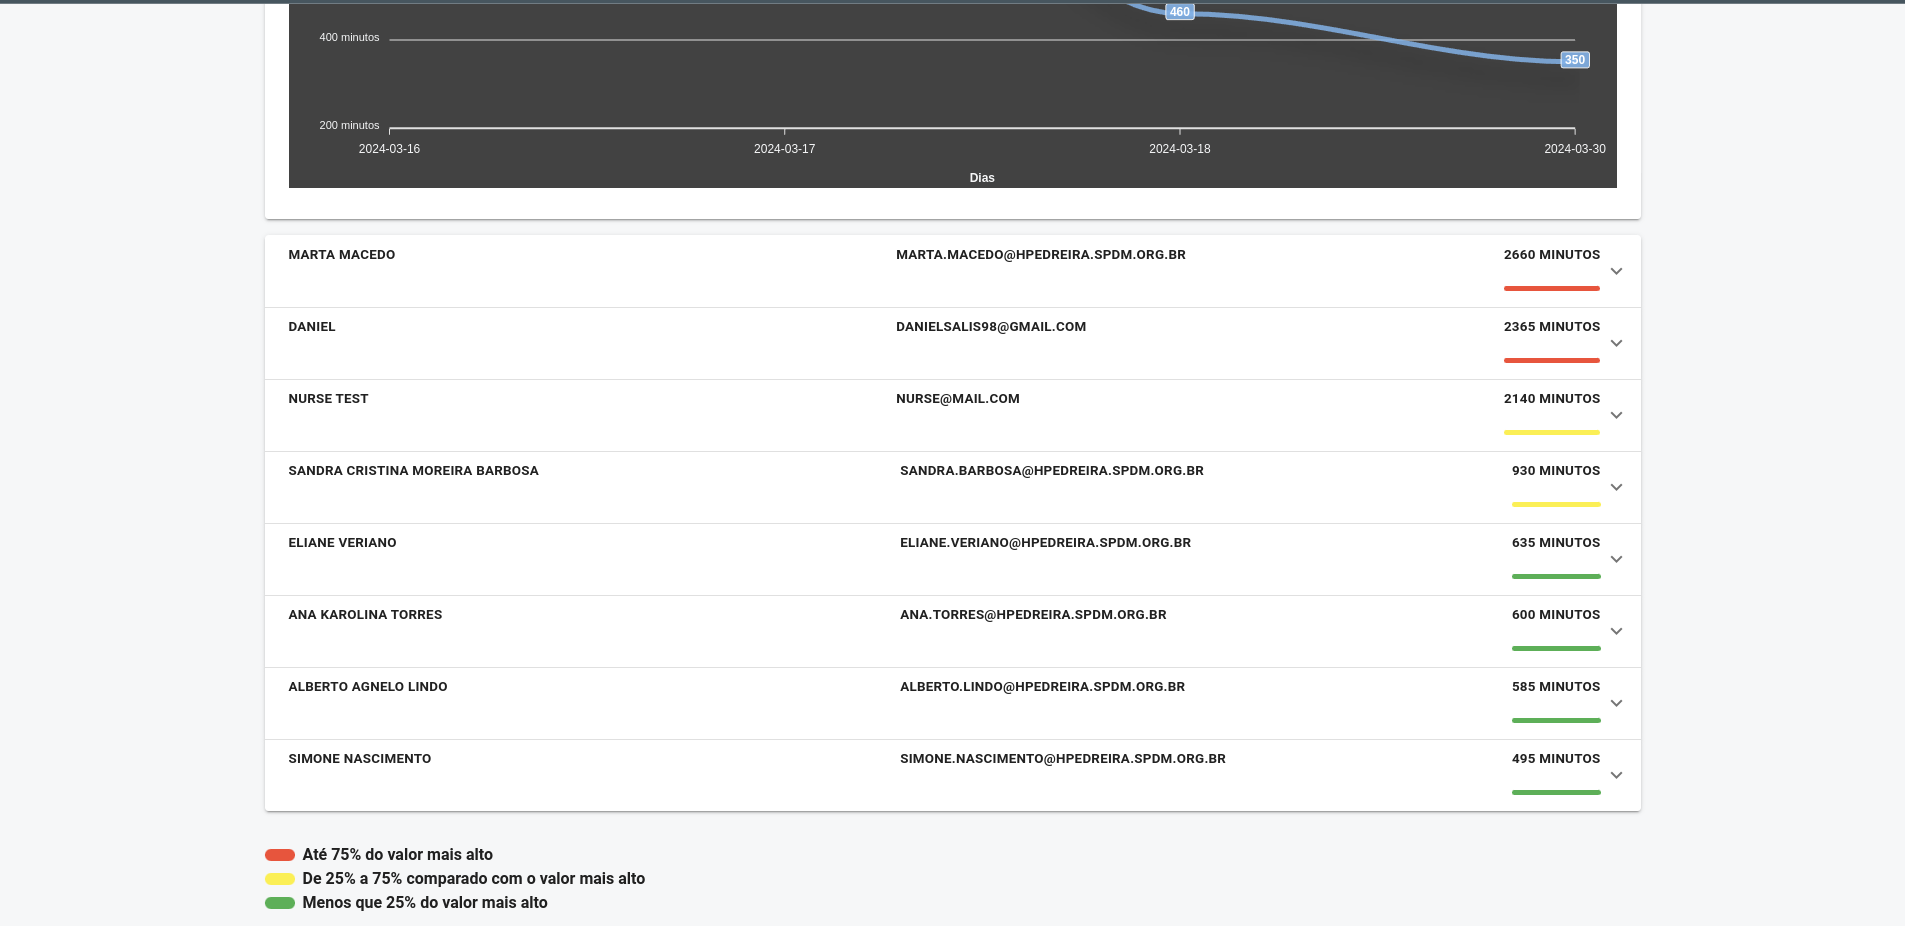 460
400 minutos
350
200 minutos
2024-03-16 2024-03-17 2024-03-18 2024-03-30
Dias
MARTA MACEDO MARTA.MACEDO@HPEDREIRA.SPDM.ORG.BR 2660 MINUTOS
DANIEL DANIELSALIS98@GMAIL.COM 2365 MINUTOS
NURSE TEST NURSE@MAIL.COM 2140 MINUTOS
SANDRA CRISTINA MOREIRA BARBOSA SANDRA.BARBOSA@HPEDREIRA.SPDM.ORG.BR 930 MINUTOS
ELIANE VERIANO ELIANE.VERIANO@HPEDREIRA.SPDM.ORG.BR 635 MINUTOS
ANA KAROLINA TORRES ANA.TORRES@HPEDREIRA.SPDM.ORG.BR 600 MINUTOS
ALBERTO AGNELO LINDO ALBERTO.LINDO@HPEDREIRA.SPDM.ORG.BR 585 MINUTOS
SIMONE NASCIMENTO SIMONE.NASCIMENTO@HPEDREIRA.SPDM.ORG.BR 495 MINUTOS
Até 75% do valor mais alto
De 25% a 75% comparado com o valor mais alto
Menos que 25% do valor mais alto